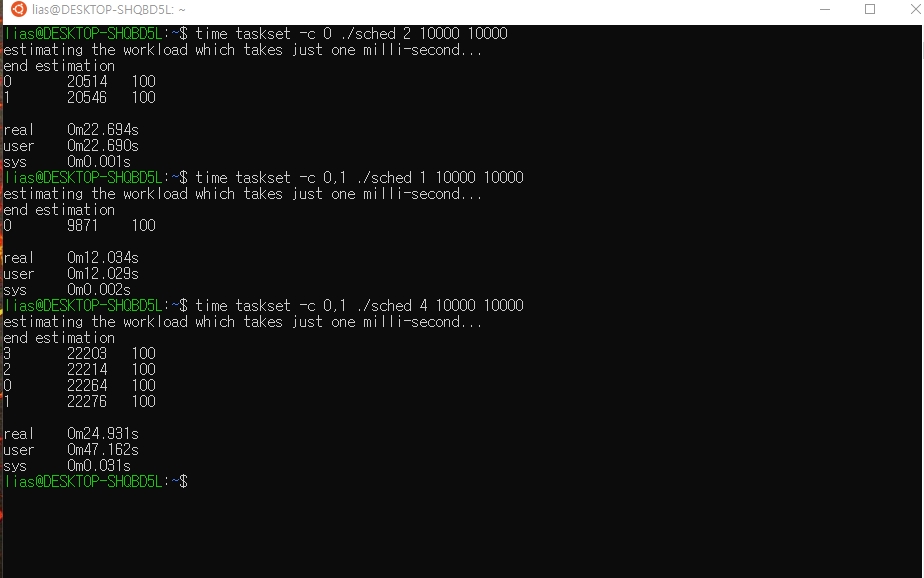 lias@DESKTOP-SHQBD5L: ~
lias@DESKTOP-SHQBD5L:~$ time taskset -c 0 ./sched 2 10000 10000
estimating the workload which takes just one milli-second...
end estimation
0 20514 100
1 20546 100
real 0m22.694s
user 0m22.690s
sys 0m0.001s
lias@DESKTOP-SHQBD5L:~$ time taskset -c 0,1 ./sched 1 10000 10000
estimating the workload which takes just one milli-second...
end estimation
0 9871 100
real 0m12.034s
user 0m12.029s
sys 0m0.002s
lias@DESKTOP-SHQBD5L:~$ time taskset -c 0,1 ./sched 4 10000 10000
estimating the workload which takes just one milli-second...
end estimation
3 22203 100
2 22214 100
0 22264 100
1 22276 100
real 0m24.931s
user 0m47.162s
sys 0m0.031s
lias@DESKTOP-SHQBD5L:~$